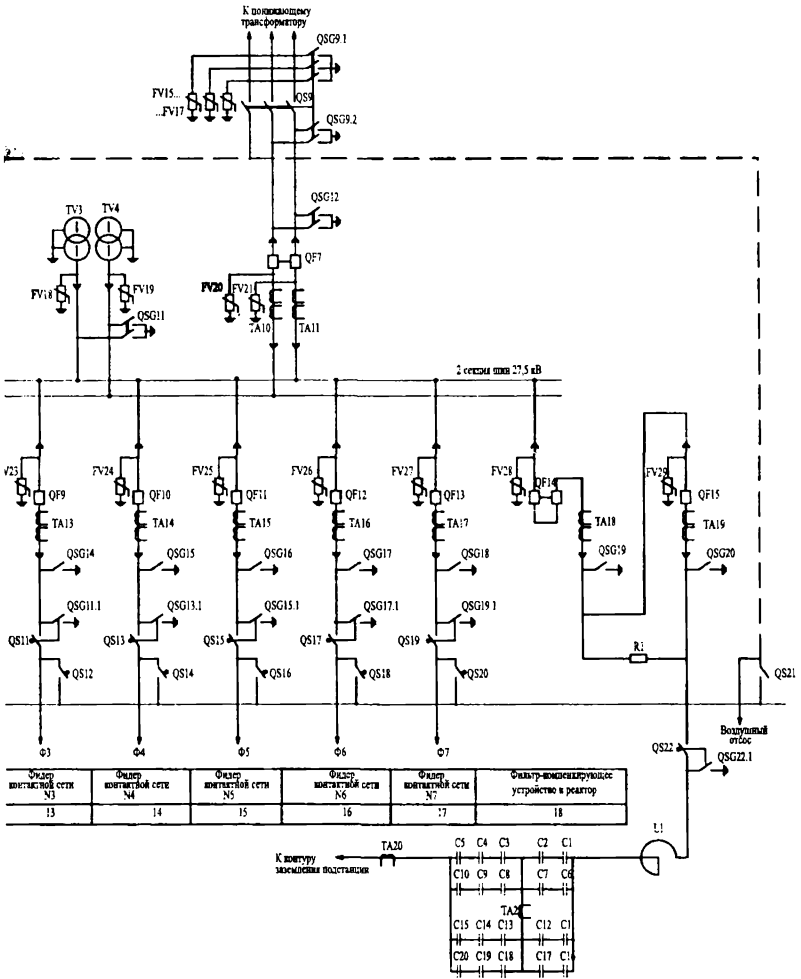 К понижающему
трансформатору
QSG9.1
FV15...
...FV17
QS9
QSG9.2
TV3 TV4
QSG12
QF7
FV18 FV19
FV20 FV21
QSG11
TA10 TA11
2 секция шин 27,5 кВ
V23 FV24 FV25 FV26 FV27 FV28 FV29
QF9 QF10 QF11 QF12 QF13 QF14 QF15
TA13 TA14 TA15 TA16 TA17 TA18 TA19
QSG14 QSG15 QSG16 QSG17 QSG18 QSG19 QSG20
QSG11.1 QSG13.1 QSG15.1 QSG17.1 QSG19.1
QS11 QS13 QS15 QS17 QS19
R1
QS12 QS14 QS16 QS18 QS20 QS21
Воздушный
отсос
Ф3 Ф4 Ф5 Ф6 Ф7
QS22
QSG22.1
Фидер контактной сети N3
Фидер контактной сети N4
Фидер контактной сети N5
Фидер контактной сети N6
Фидер контактной сети N7
Фильтр-компенкирующее устройство и реактор
13 14 15 16 17 18
L1
TA20
C5 C4 C3 C2 C1
К контуру
заземления подстанции
C10 C9 C8 C7 C6
TA2
C15 C14 C13 C12 C1
C20 C19 C18 C17 C16